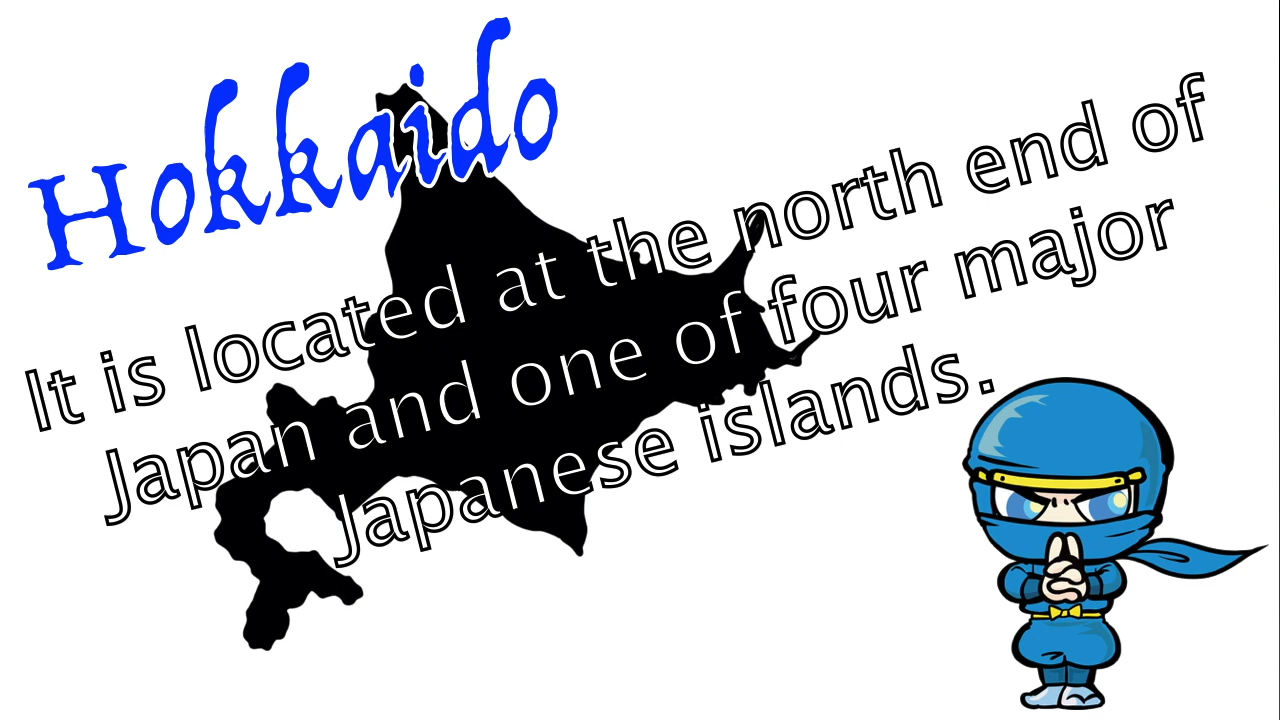 Hokkaido
It is located at the north end of
Japan and one of four major
Japanese islands.